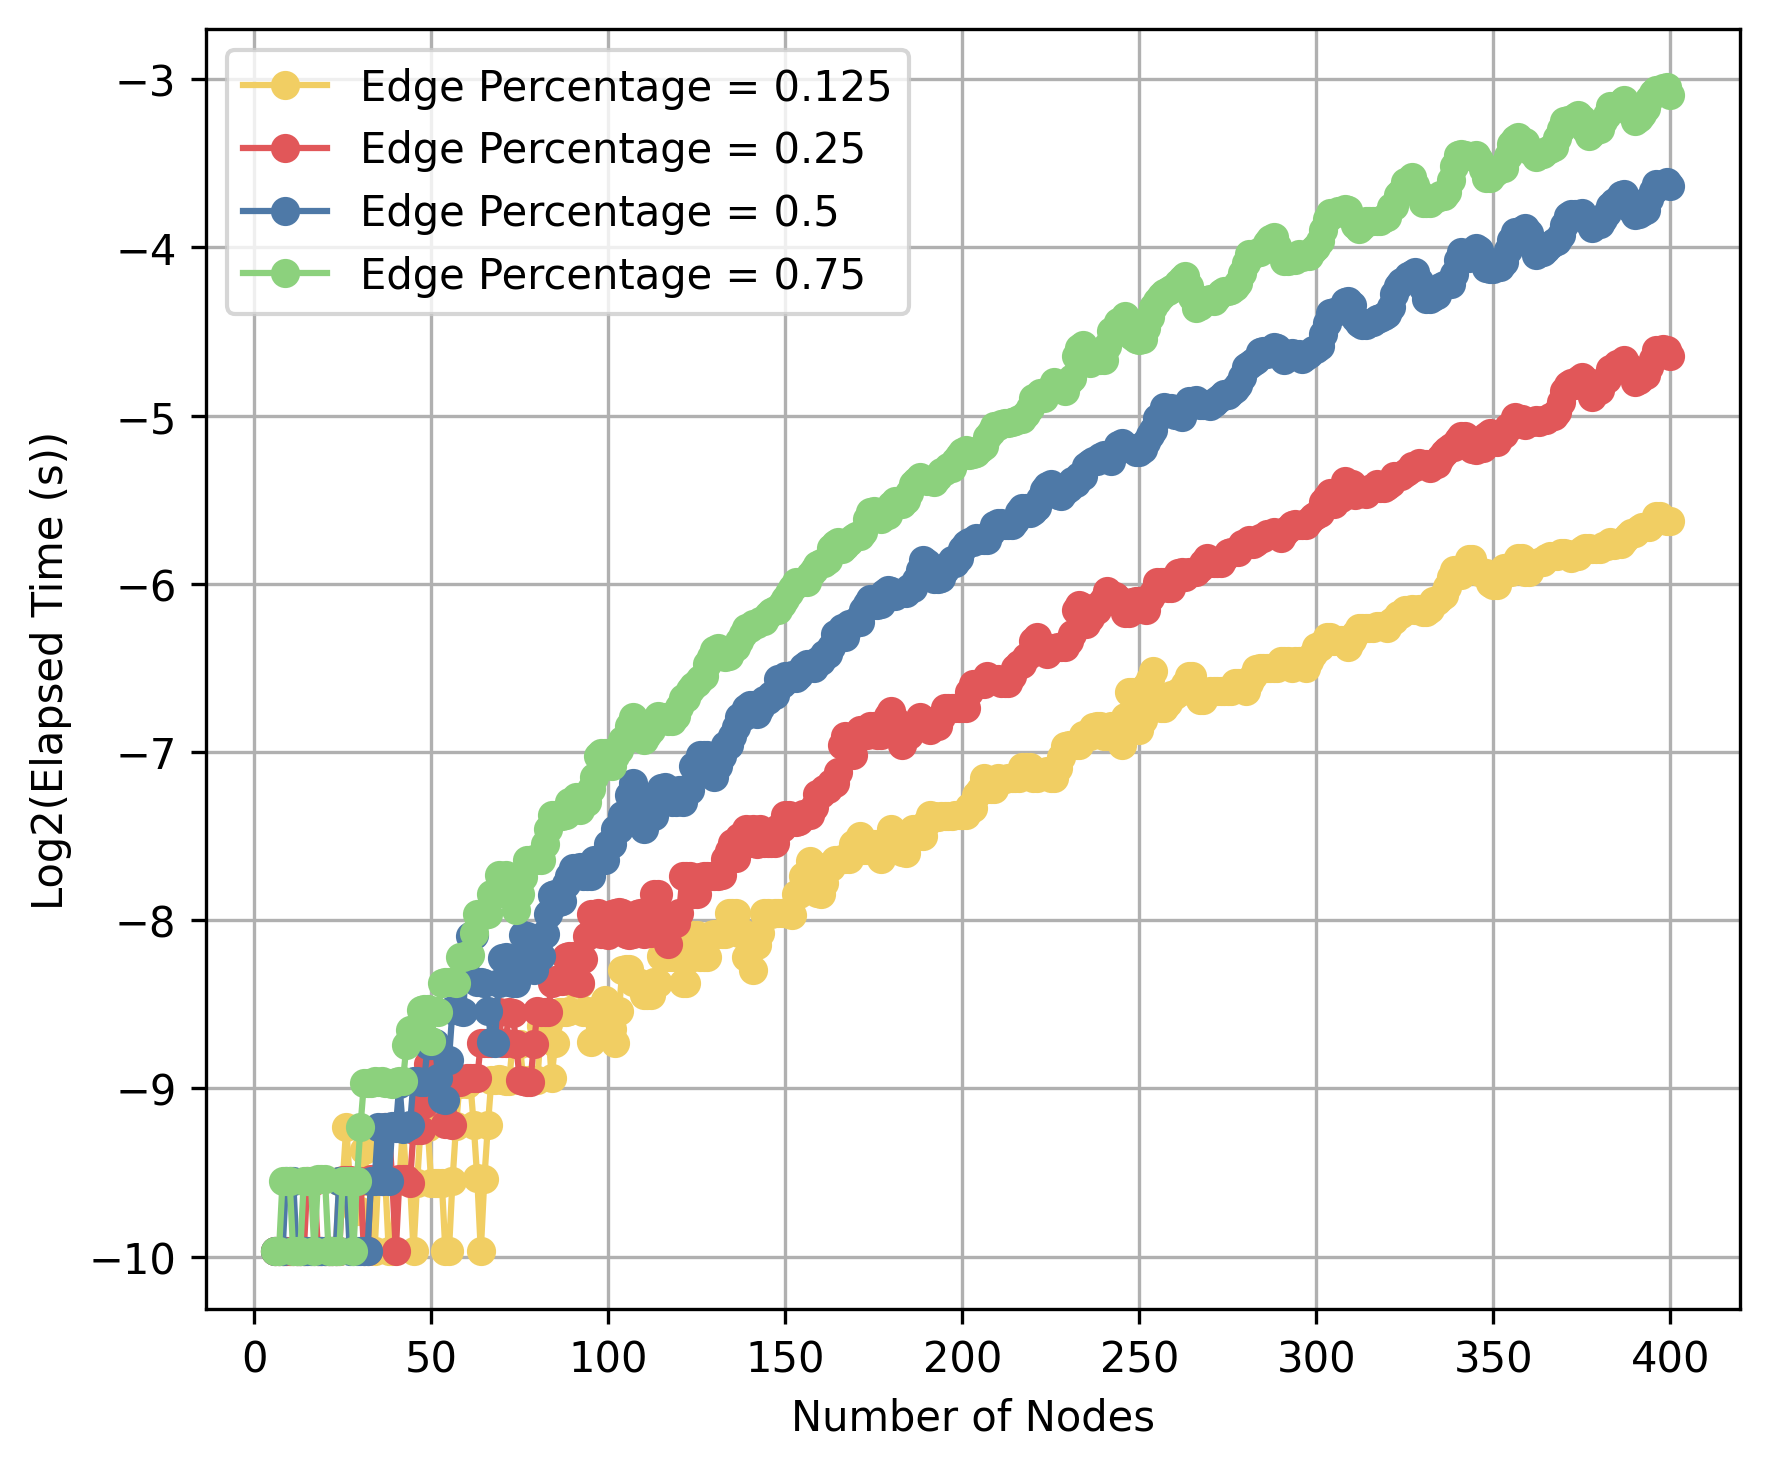 Edge Percentage = 0.125
Edge Percentage = 0.25
Edge Percentage = 0.5
Edge Percentage = 0.75
−3
−4
−5
−6
−7
−8
−9
−10
Log2(Elapsed Time (s))
0 50 100 150 200 250 300 350 400
Number of Nodes